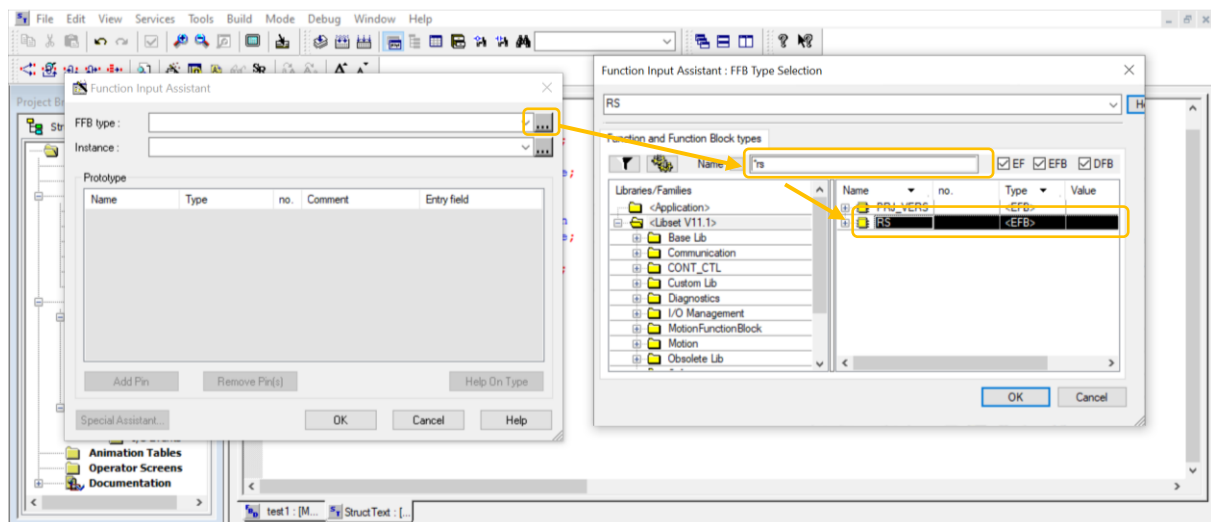 File Edit View Services Tools Build Mode Debug Window Help
Function Input Assistant
FFB type :
Instance :
Prototype
Name Type no. Comment Entry field
Add Pin Remove Pin(s) Help On Type
Special Assistant... OK Cancel Help
Animation Tables
Operator Screens
Documentation
test1 : [M... StructText : [...
Function Input Assistant : FFB Type Selection
RS
Function and Function Block types
Name *rs EF EFB DFB
Libraries/Families
<Application>
<Libset V11.1>
Base Lib
Communication
CONT_CTL
Custom Lib
Diagnostics
I/O Management
MotionFunctionBlock
Motion
Obsolete Lib
Name no. Type Value
PRJ_VERS <EFB>
RS <EFB>
OK Cancel